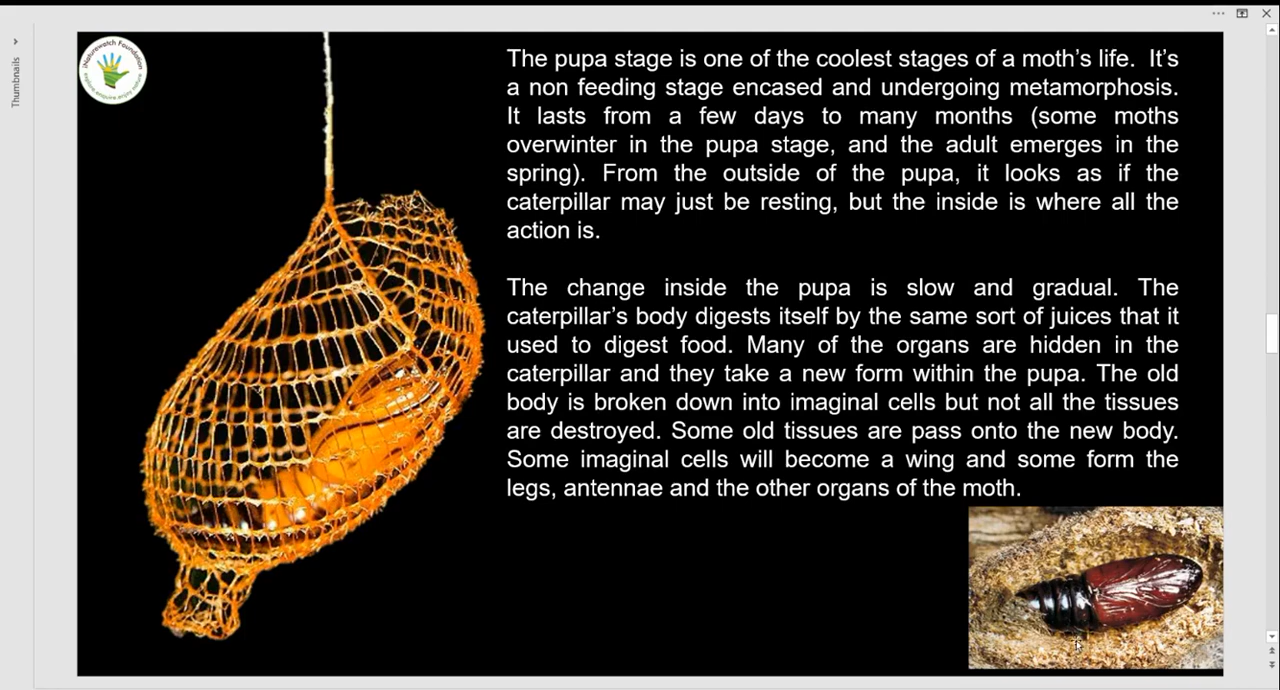 Thumbnails
iNaturewatch Foundation
explore.enquire.enjoy nature
The pupa stage is one of the coolest stages of a moth’s life. It’s
a non feeding stage encased and undergoing metamorphosis.
It lasts from a few days to many months (some moths
overwinter in the pupa stage, and the adult emerges in the
spring). From the outside of the pupa, it looks as if the
caterpillar may just be resting, but the inside is where all the
action is.
The change inside the pupa is slow and gradual. The
caterpillar’s body digests itself by the same sort of juices that it
used to digest food. Many of the organs are hidden in the
caterpillar and they take a new form within the pupa. The old
body is broken down into imaginal cells but not all the tissues
are destroyed. Some old tissues are pass onto the new body.
Some imaginal cells will become a wing and some form the
legs, antennae and the other organs of the moth.